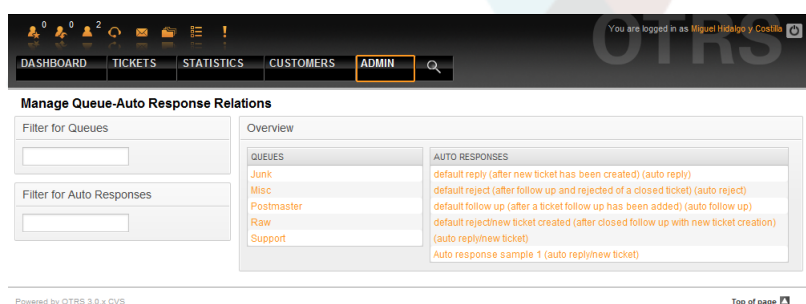 0 0 2
You are logged in as Miguel Hidalgo y Costilla
OTRS
DASHBOARD TICKETS STATISTICS CUSTOMERS ADMIN
Manage Queue-Auto Response Relations
Filter for Queues
Filter for Auto Responses
Overview
QUEUES
Junk
Misc
Postmaster
Raw
Support
AUTO RESPONSES
default reply (after new ticket has been created) (auto reply)
default reject (after follow up and rejected of a closed ticket) (auto reject)
default follow up (after a ticket follow up has been added) (auto follow up)
default reject/new ticket created (after closed follow up with new ticket creation)
(auto reply/new ticket)
Auto response sample 1 (auto reply/new ticket)
Powered by OTRS 3.0.x CVS
Top of page